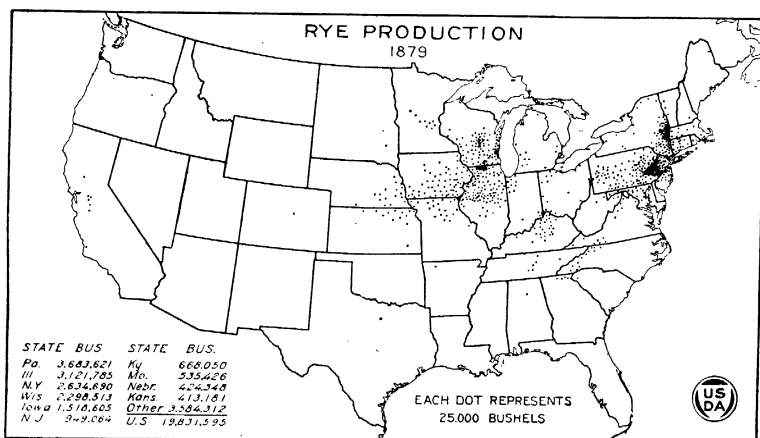 RYE PRODUCTION
1879
STATE BUS STATE BUS.
Pa. 3,683,621 Ky 668,050
Ill 3,121,785 Mo. 535,426
N.Y 2,634,690 Nebr. 424,348
Wis 2,298,513 Kans. 413,181
Iowa 1,518,605 Other 3,584,312
N J 949,064 U.S 19,831,595
EACH DOT REPRESENTS
25,000 BUSHELS
US
DA